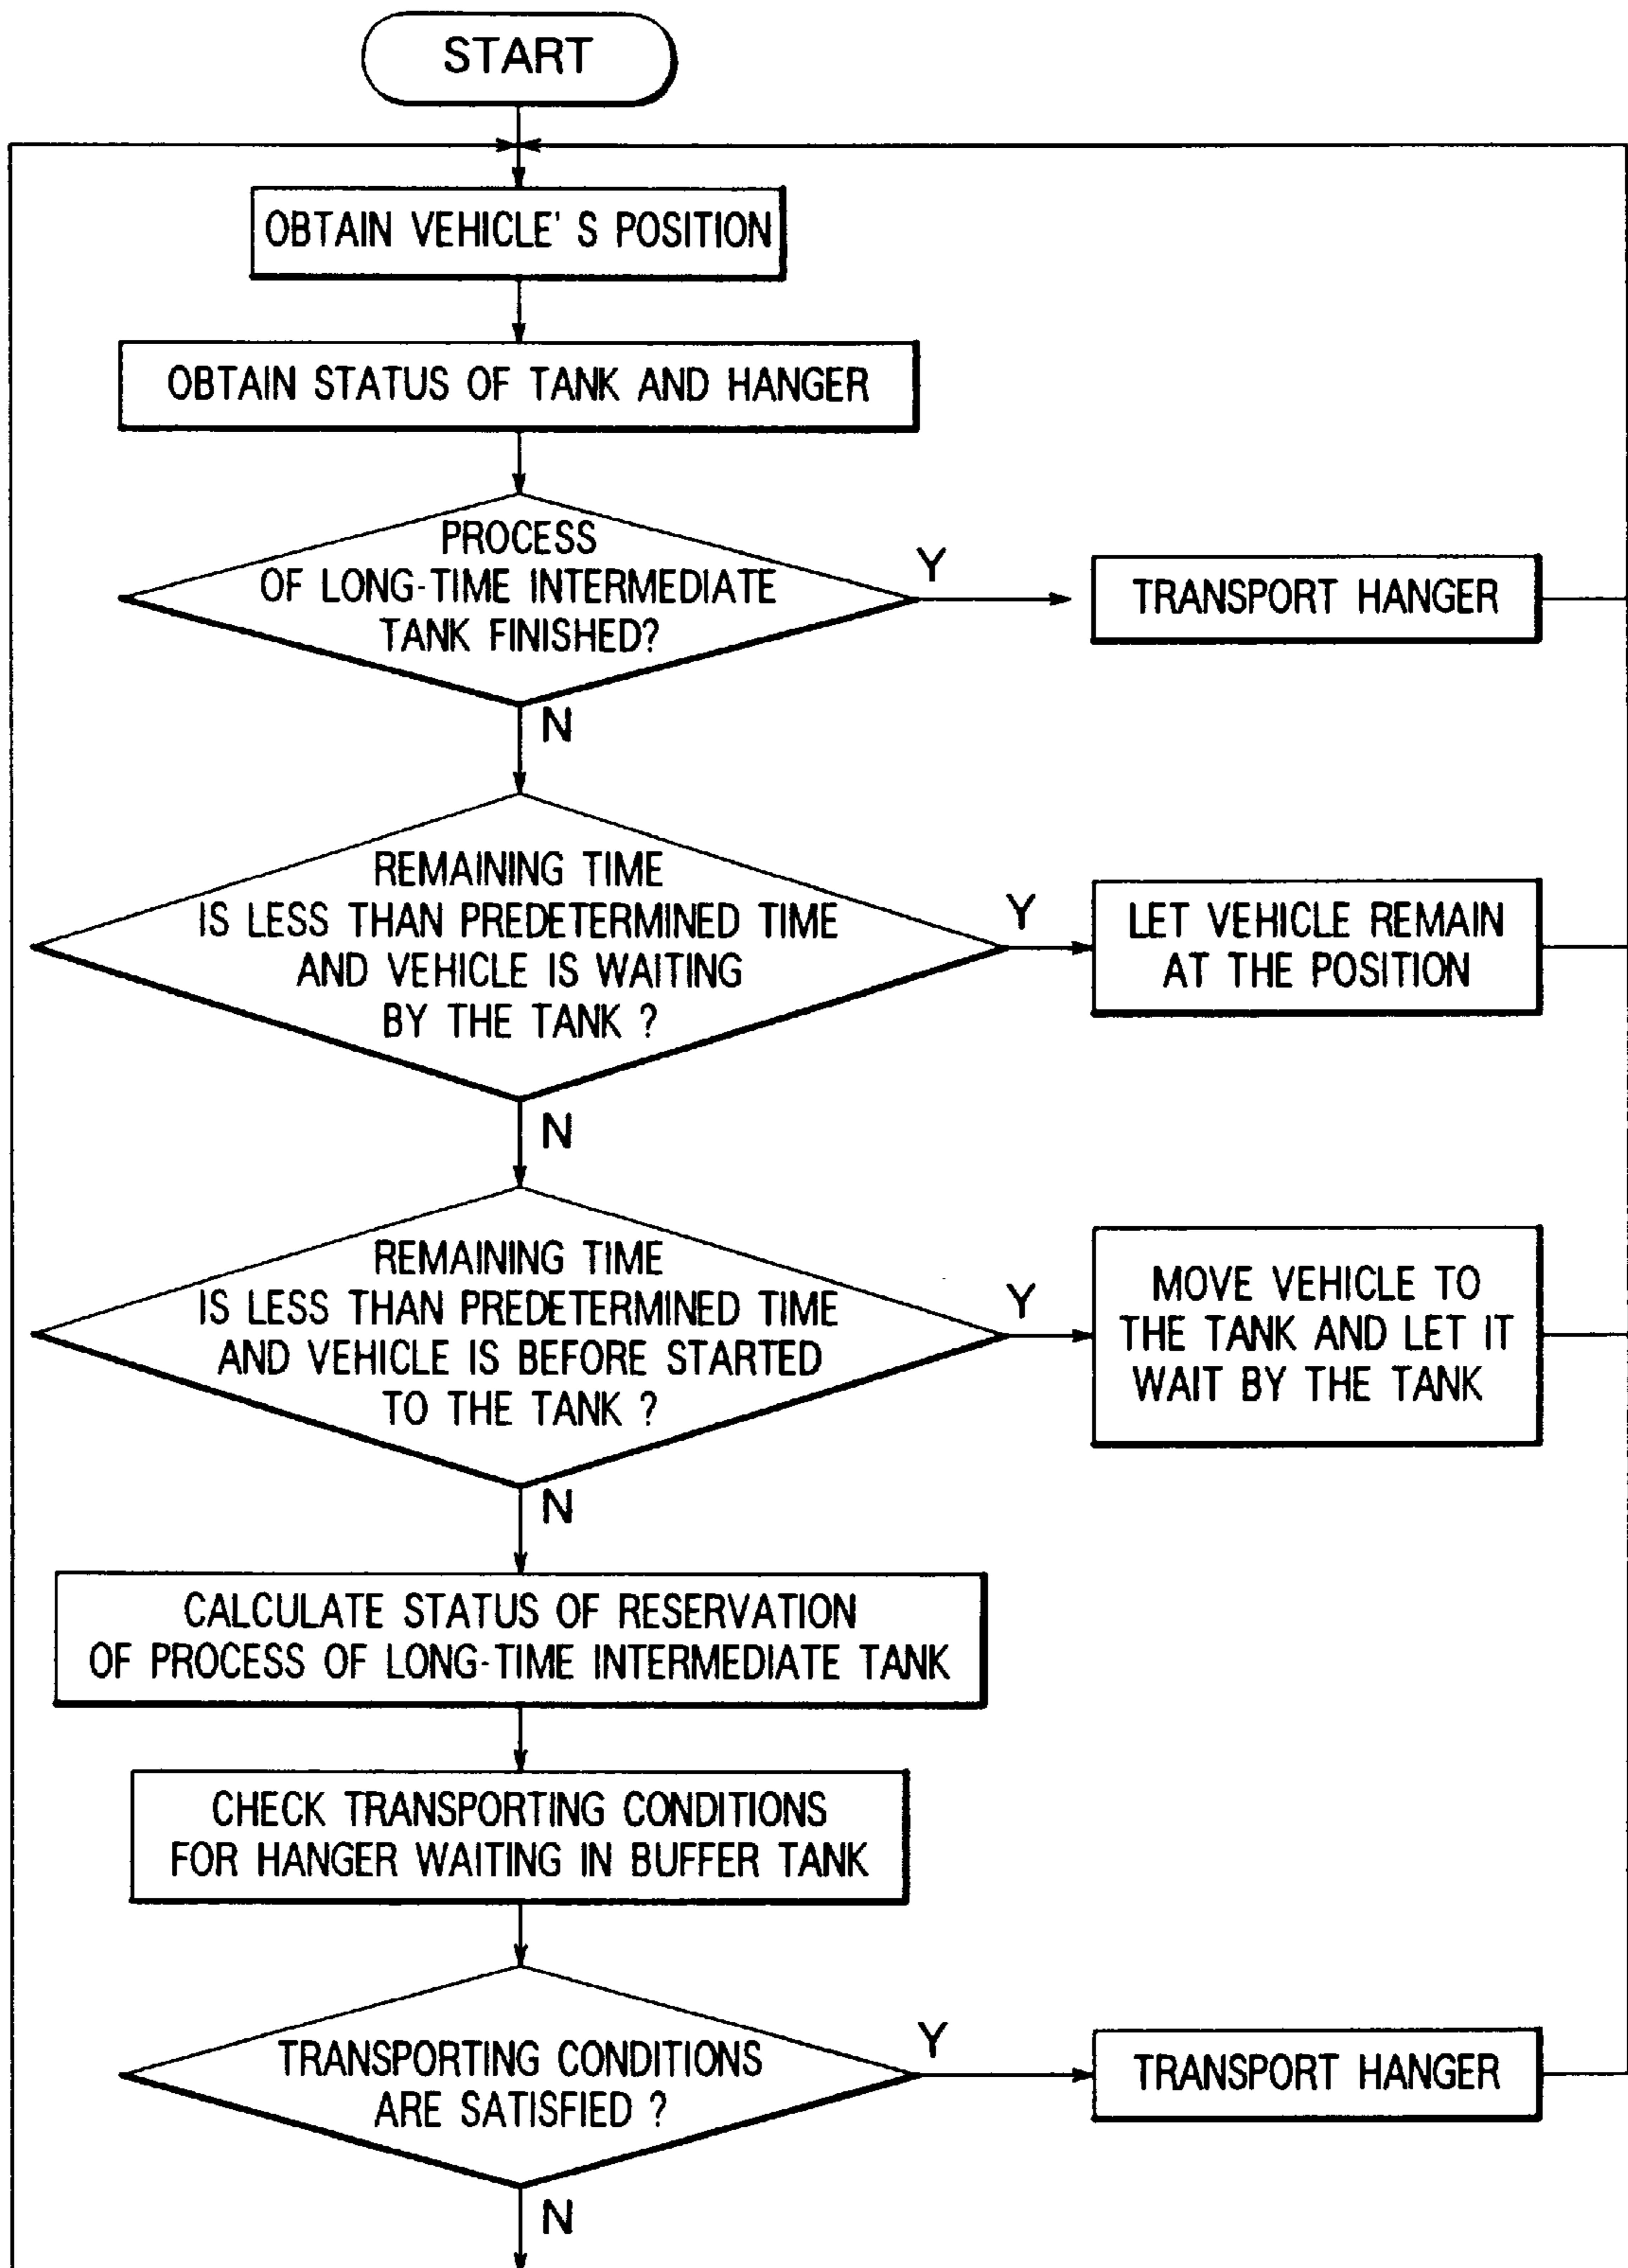 START
OBTAIN VEHICLE' S POSITION
OBTAIN STATUS OF TANK AND HANGER
PROCESS
OF LONG-TIME INTERMEDIATE
TANK FINISHED?
Y
TRANSPORT HANGER
N
REMAINING TIME
IS LESS THAN PREDETERMINED TIME
AND VEHICLE IS WAITING
BY THE TANK ?
Y
LET VEHICLE REMAIN
AT THE POSITION
N
REMAINING TIME
IS LESS THAN PREDETERMINED TIME
AND VEHICLE IS BEFORE STARTED
TO THE TANK ?
Y
MOVE VEHICLE TO
THE TANK AND LET IT
WAIT BY THE TANK
N
CALCULATE STATUS OF RESERVATION
OF PROCESS OF LONG-TIME INTERMEDIATE TANK
CHECK TRANSPORTING CONDITIONS
FOR HANGER WAITING IN BUFFER TANK
TRANSPORTING CONDITIONS
ARE SATISFIED ?
Y
TRANSPORT HANGER
N